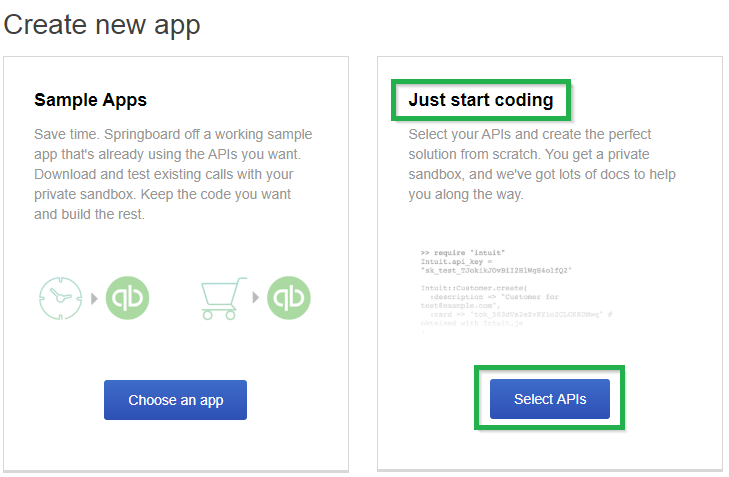 Create new app
Sample Apps
Save time. Springboard off a working sample
app that's already using the APIs you want.
Download and test existing calls with your
private sandbox. Keep the code you want
and build the rest.
qb
qb
Choose an app
Just start coding
Select your APIs and create the perfect
solution from scratch. You get a private
sandbox, and we've got lots of docs to help
you along the way.
>> require "intuit"
Intuit.api_key =
Intuit::Customer.create(
:description => "Customer for
test@example.com",
:card =>
obtained with Intuit.js
Select APIs